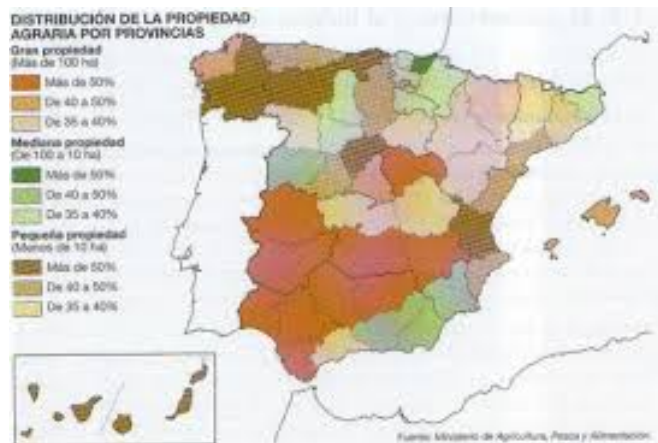 DISTRIBUCIÓN DE LA PROPIEDAD
AGRARIA POR PROVINCIAS
Gran propiedad
(Más de 100 ha)
Más de 50%
De 40 a 50%
De 35 a 40%
Mediana propiedad
(De 100 a 10 ha)
Más de 50%
De 40 a 50%
De 35 a 40%
Pequeña propiedad
(Menos de 10 ha)
Más de 50%
De 40 a 50%
De 35 a 40%
Fuente: Ministerio de Agricultura, Pesca y Alimentación.